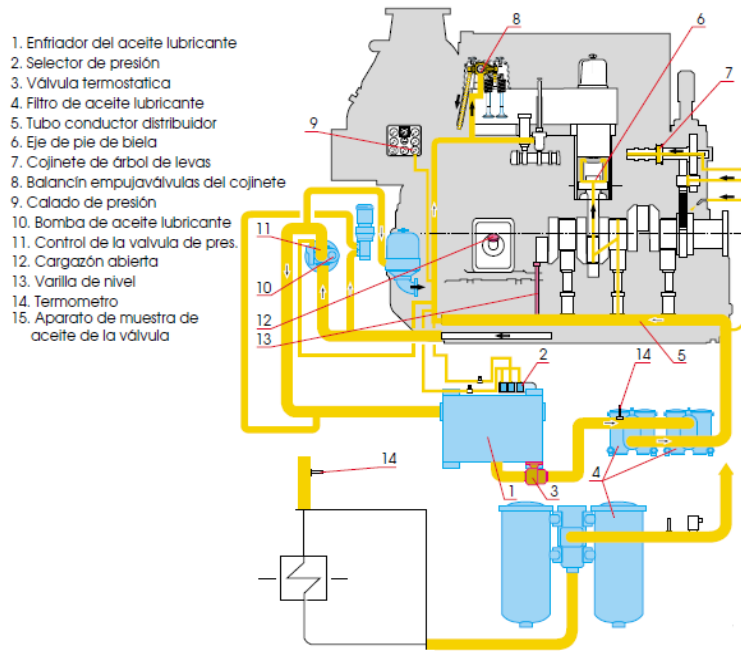 1. Enfriador del aceite lubricante
2. Selector de presión
3. Válvula termostatica
4. Filtro de aceite lubricante
5. Tubo conductor distribuidor
6. Eje de pie de biela
7. Cojinete de árbol de levas
8. Balancín empujaválvulas del cojinete
9. Calado de presión
10. Bomba de aceite lubricante
11. Control de la valvula de pres.
12. Cargazón abierta
13. Varilla de nivel
14. Termometro
15. Aparato de muestra de
aceite de la válvula
8
6
7
9
11
10
12
13
2
14
5
1
3
4
14